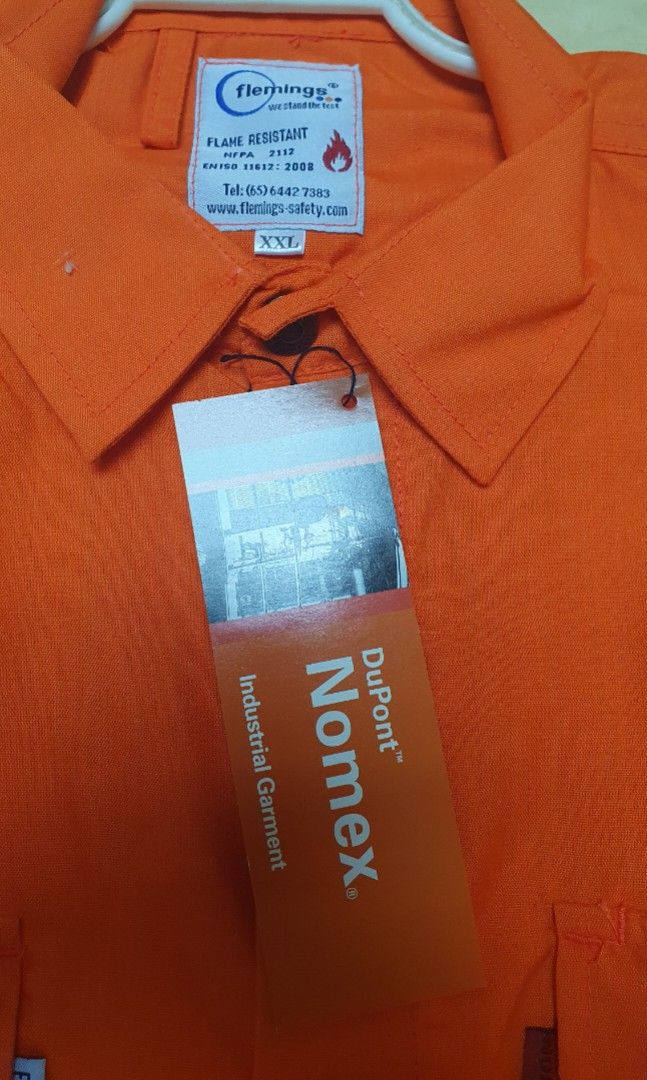 flemings®
we stand the test
FLAME RESISTANT
NFPA 2112
EN ISO 11612: 2008
Tel: (65) 6442 7383
www.flemings-safety.com
XXL
DuPont™
Nomex®
Industrial Garment